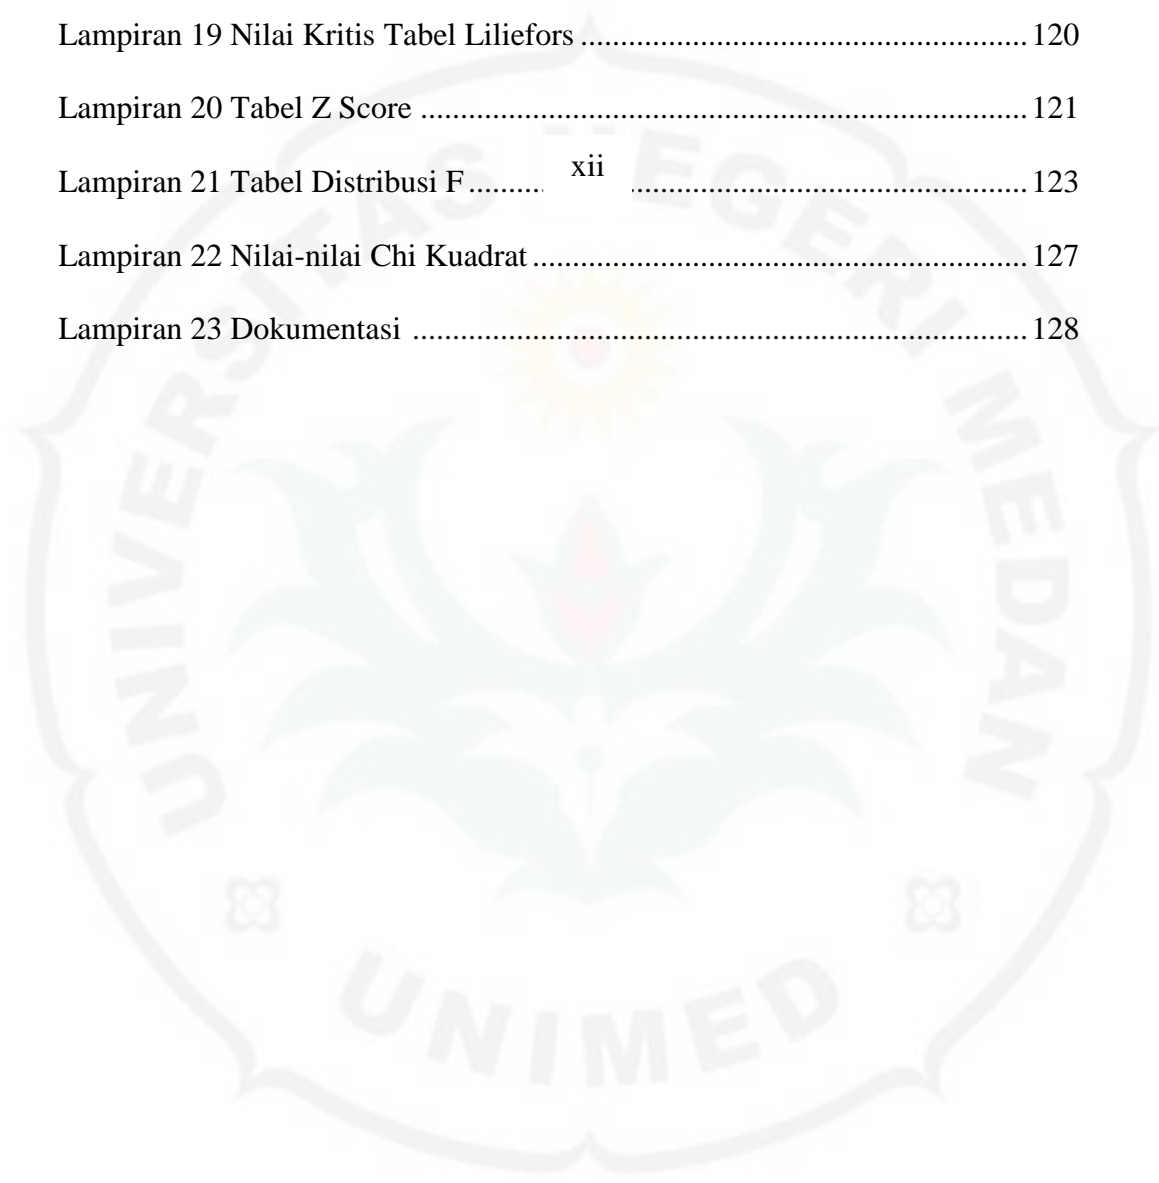 Lampiran 19 Nilai Kritis Tabel Liliefors ........................................................ 120
Lampiran 20 Tabel Z Score ............................................................................ 121
Lampiran 21 Tabel Distribusi F.......... xii .................................................. 123
Lampiran 22 Nilai-nilai Chi Kuadrat .............................................................. 127
Lampiran 23 Dokumentasi ............................................................................. 128
UNIVERSITAS NEGERI MEDAN
UNIMED